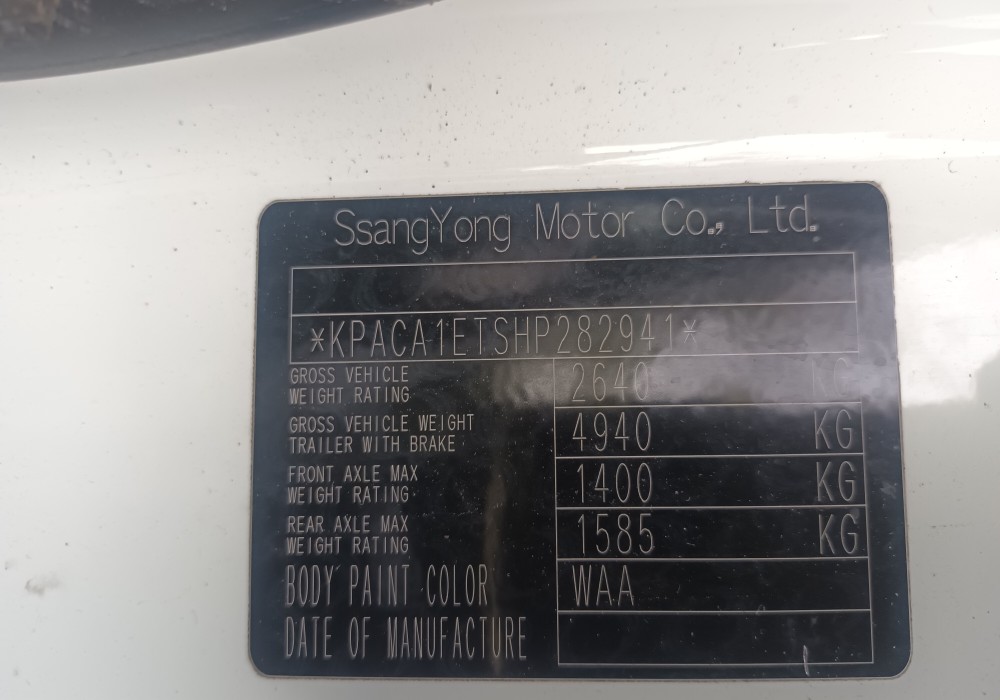 SsangYong Motor Co., Ltd.
*KPACA1ETSHP282941*
GROSS VEHICLE
WEIGHT RATING
2640 KG
GROSS VEHICLE WEIGHT
TRAILER WITH BRAKE
4940 KG
FRONT AXLE MAX
WEIGHT RATING
1400 KG
REAR AXLE MAX
WEIGHT RATING
1585 KG
BODY PAINT COLOR WAA
DATE OF MANUFACTURE